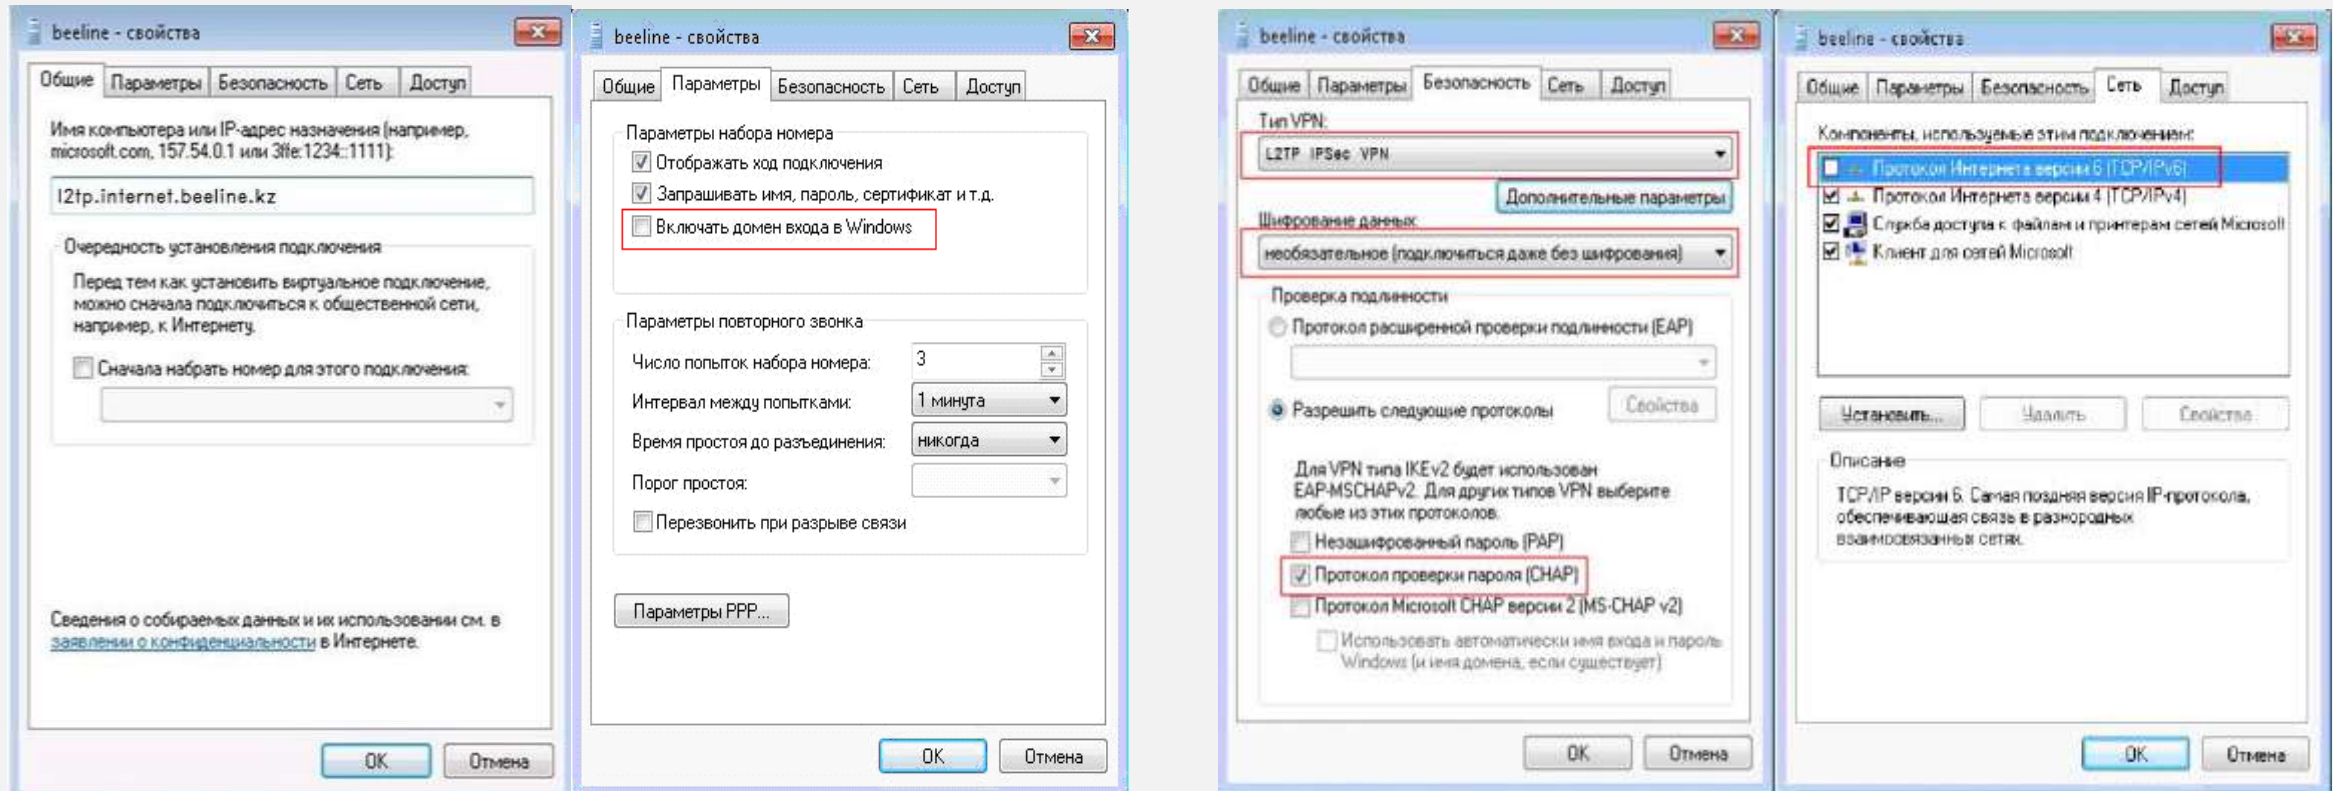 beeline - свойства
Общие Параметры Безопасность Сеть Доступ
Имя компьютера или IP-адрес назначения (например,
microsoft.com, 157.54.0.1 или 3ffe:1234::1111):
l2tp.internet.beeline.kz
Очередность установления подключения
Перед тем как установить виртуальное подключение,
можно сначала подключиться к общественной сети,
например, к Интернету.
Сначала набрать номер для этого подключения:
Сведения о собираемых данных и их использовании см. в
заявлении о конфиденциальности в Интернете.
OK Отмена
beeline - свойства
Общие Параметры Безопасность Сеть Доступ
Параметры набора номера
Отображать ход подключения
Запрашивать имя, пароль, сертификат и т.д.
Включать домен входа в Windows
Параметры повторного звонка
Число попыток набора номера: 3
Интервал между попытками: 1 минута
Время простоя до разъединения: никогда
Порог простоя:
Перезвонить при разрыве связи
Параметры PPP...
OK Отмена
beeline - свойства
Общие Параметры Безопасность Сеть Доступ
Тип VPN:
L2TP IPSec VPN
Дополнительные параметры
Шифрование данных:
необязательное (подключиться даже без шифрования)
Проверка подлинности
Протокол расширенной проверки подлинности (EAP)
Свойства
Разрешить следующие протоколы
Для VPN типа IKEv2 будет использован
EAP-MSCHAPv2. Для других типов VPN выберите
любые из этих протоколов.
Незашифрованный пароль (PAP)
Протокол проверки пароля (CHAP)
Протокол Microsoft CHAP версии 2 (MS-CHAP v2)
Использовать автоматически имя входа и пароль
Windows (и имя домена, если существует)
OK Отмена
beeline - свойства
Общие Параметры Безопасность Сеть Доступ
Компоненты, используемые этим подключением:
Протокол Интернета версии 6 (TCP/IPv6)
Протокол Интернета версии 4 (TCP/IPv4)
Служба доступа к файлам и принтерам сетей Microsoft
Клиент для сетей Microsoft
Установить... Удалить Свойства
Описание
TCP/IP версии 6. Самая поздняя версия IP-протокола,
обеспечивающая связь в разнородных
взаимосвязанных сетях.
OK Отмена